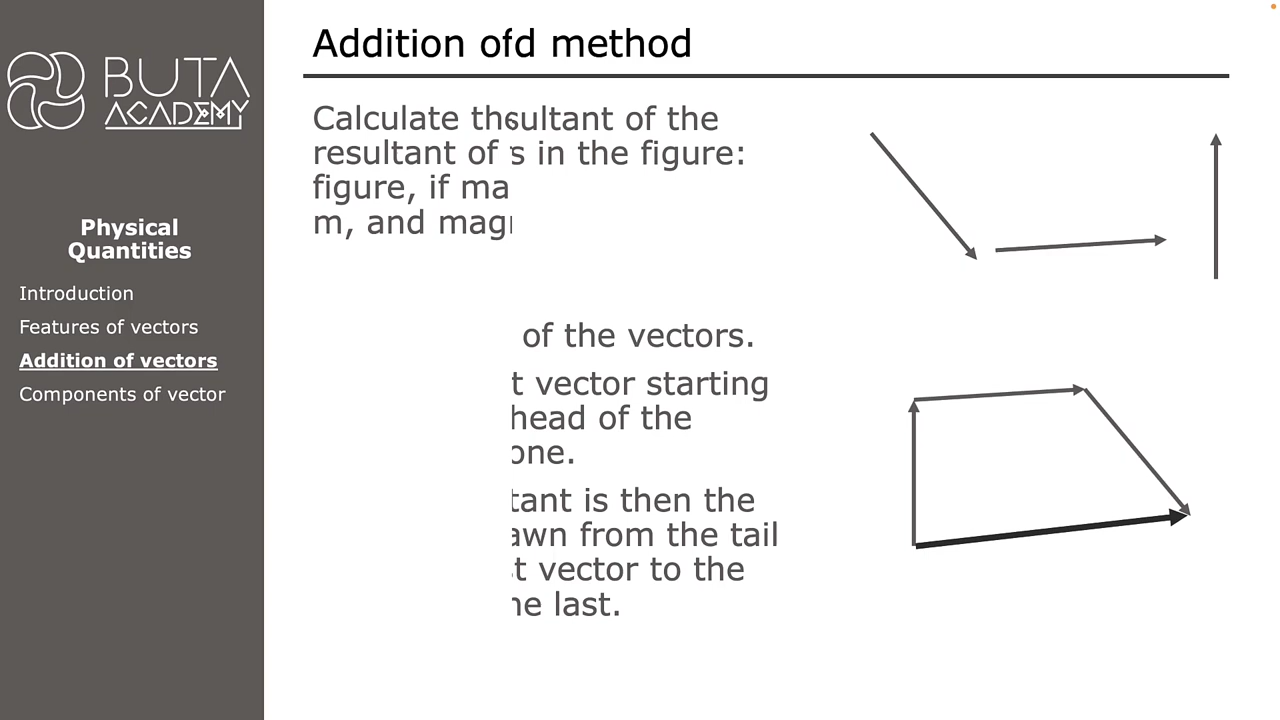 BUTA
ACADEMY
Physical
Quantities
Introduction
Features of vectors
Addition of vectors
Components of vector
Addition ofd method
Calculate thsultant of the
resultant of s in the figure:
figure, if ma
m, and mag
of the vectors.
t vector starting
head of the
one.
tant is then the
awn from the tail
t vector to the
he last.